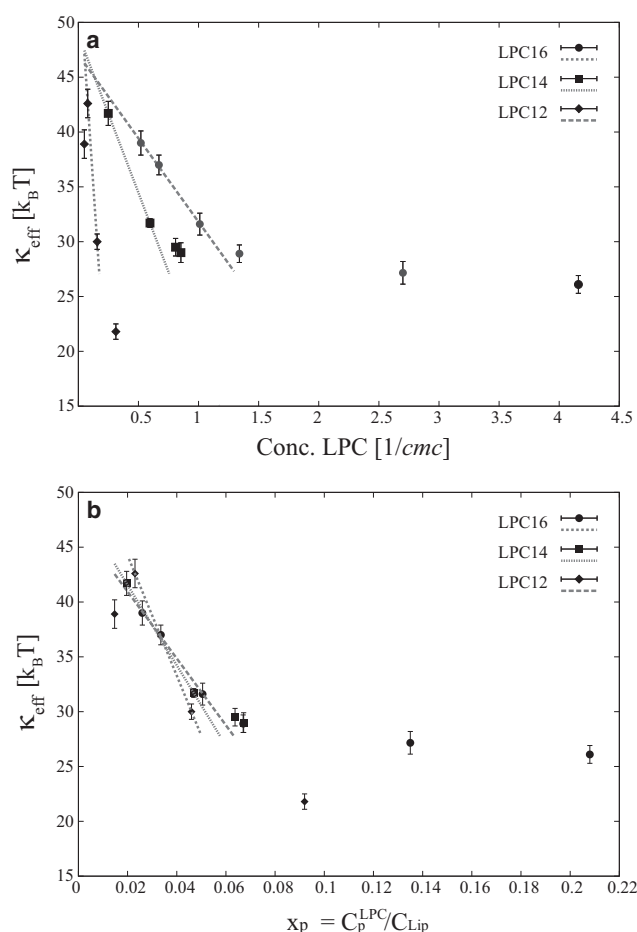 a
50
45
40
35
30
25
20
15
κeff [kBT]
LPC16
LPC14
LPC12
0.5 1 1.5 2 2.5 3 3.5 4 4.5
Conc. LPC [1/cmc]
b
50
45
40
35
30
25
20
15
κeff [kBT]
LPC16
LPC14
LPC12
0 0.02 0.04 0.06 0.08 0.1 0.12 0.14 0.16 0.18 0.2 0.22
xp = CpLPC/CLip